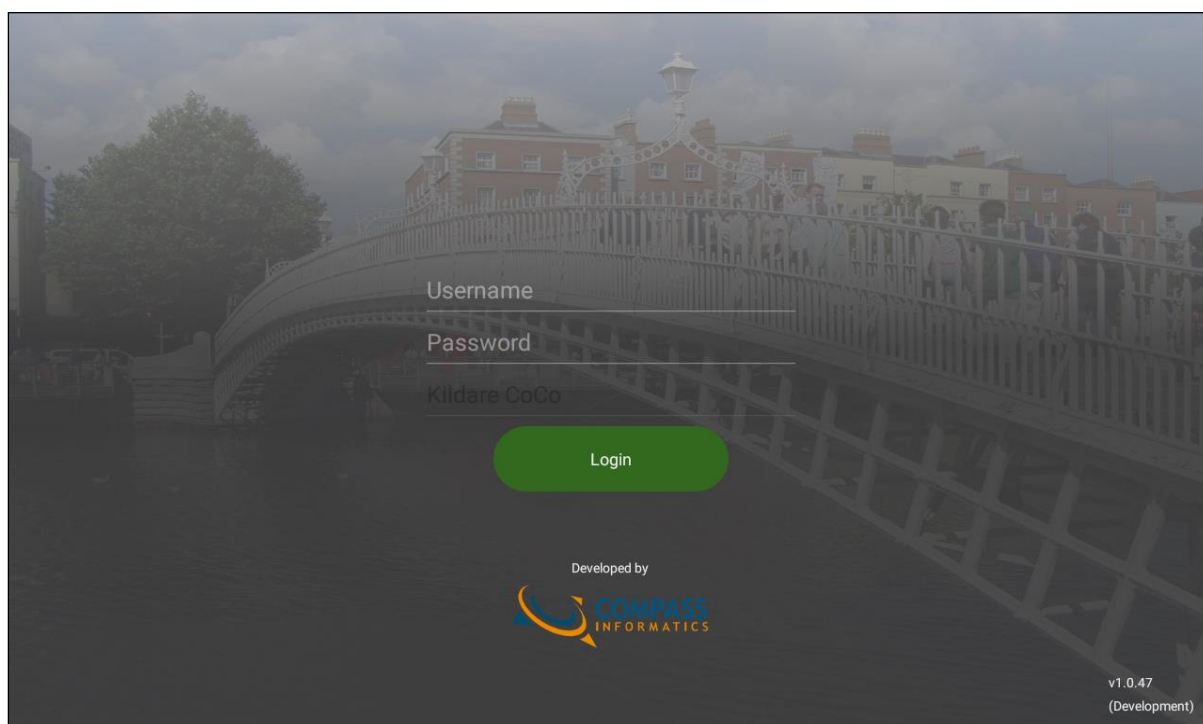 Username
Password
Kildare CoCo
Login
Developed by
COMPASS
INFORMATICS
v1.0.47
(Development)